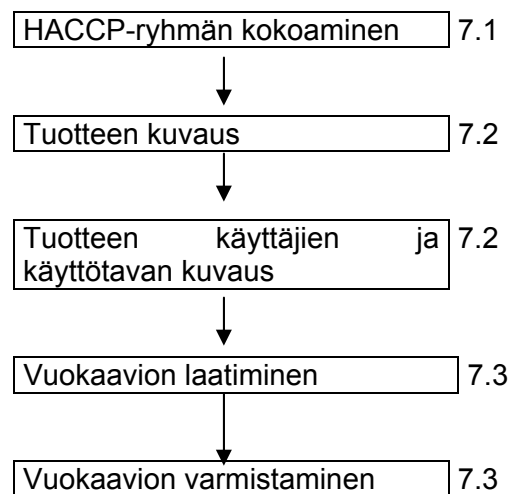 HACCP-ryhmän kokoaminen 7.1
Tuotteen kuvaus 7.2
Tuotteen käyttäjien ja 7.2
käyttötavan kuvaus
Vuokaavion laatiminen 7.3
Vuokaavion varmistaminen 7.3